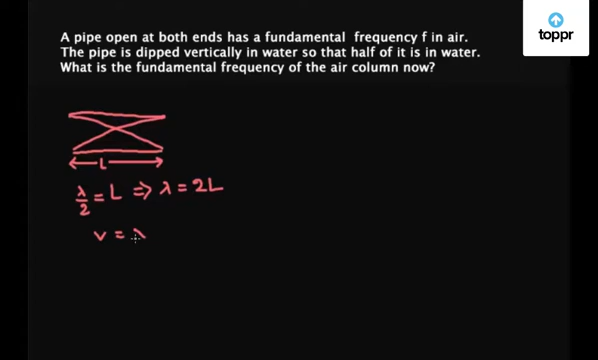 A pipe open at both ends has a fundamental frequency f in air.
The pipe is dipped vertically in water so that half of it is in water.
What is the fundamental frequency of the air column now?
toppr
L
λ/2 = L ⇒ λ = 2L
v = λ